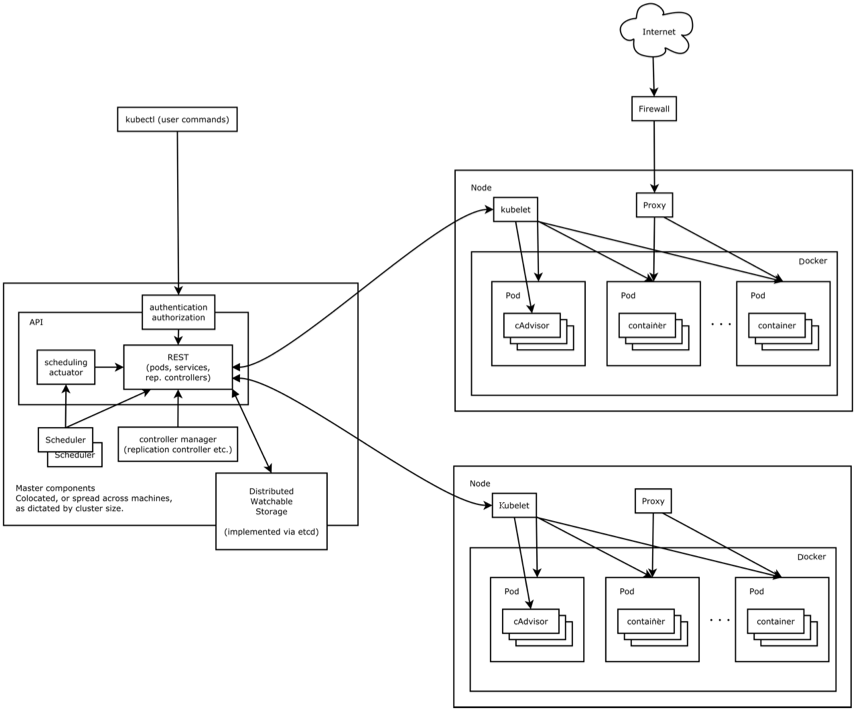 Internet
Firewall
kubectl (user commands)
Node
kubelet
Proxy
Docker
Pod
cAdvisor
Pod
container
. . .
Pod
container
authentication
authorization
API
scheduling
actuator
REST
(pods, services,
rep. controllers)
Scheduler
Scheduler
controller manager
(replication controller etc.)
Master components
Colocated, or spread across machines,
as dictated by cluster size.
Distributed
Watchable
Storage
(implemented via etcd)
Node
Kubelet
Proxy
Docker
Pod
cAdvisor
Pod
container
. . .
Pod
container